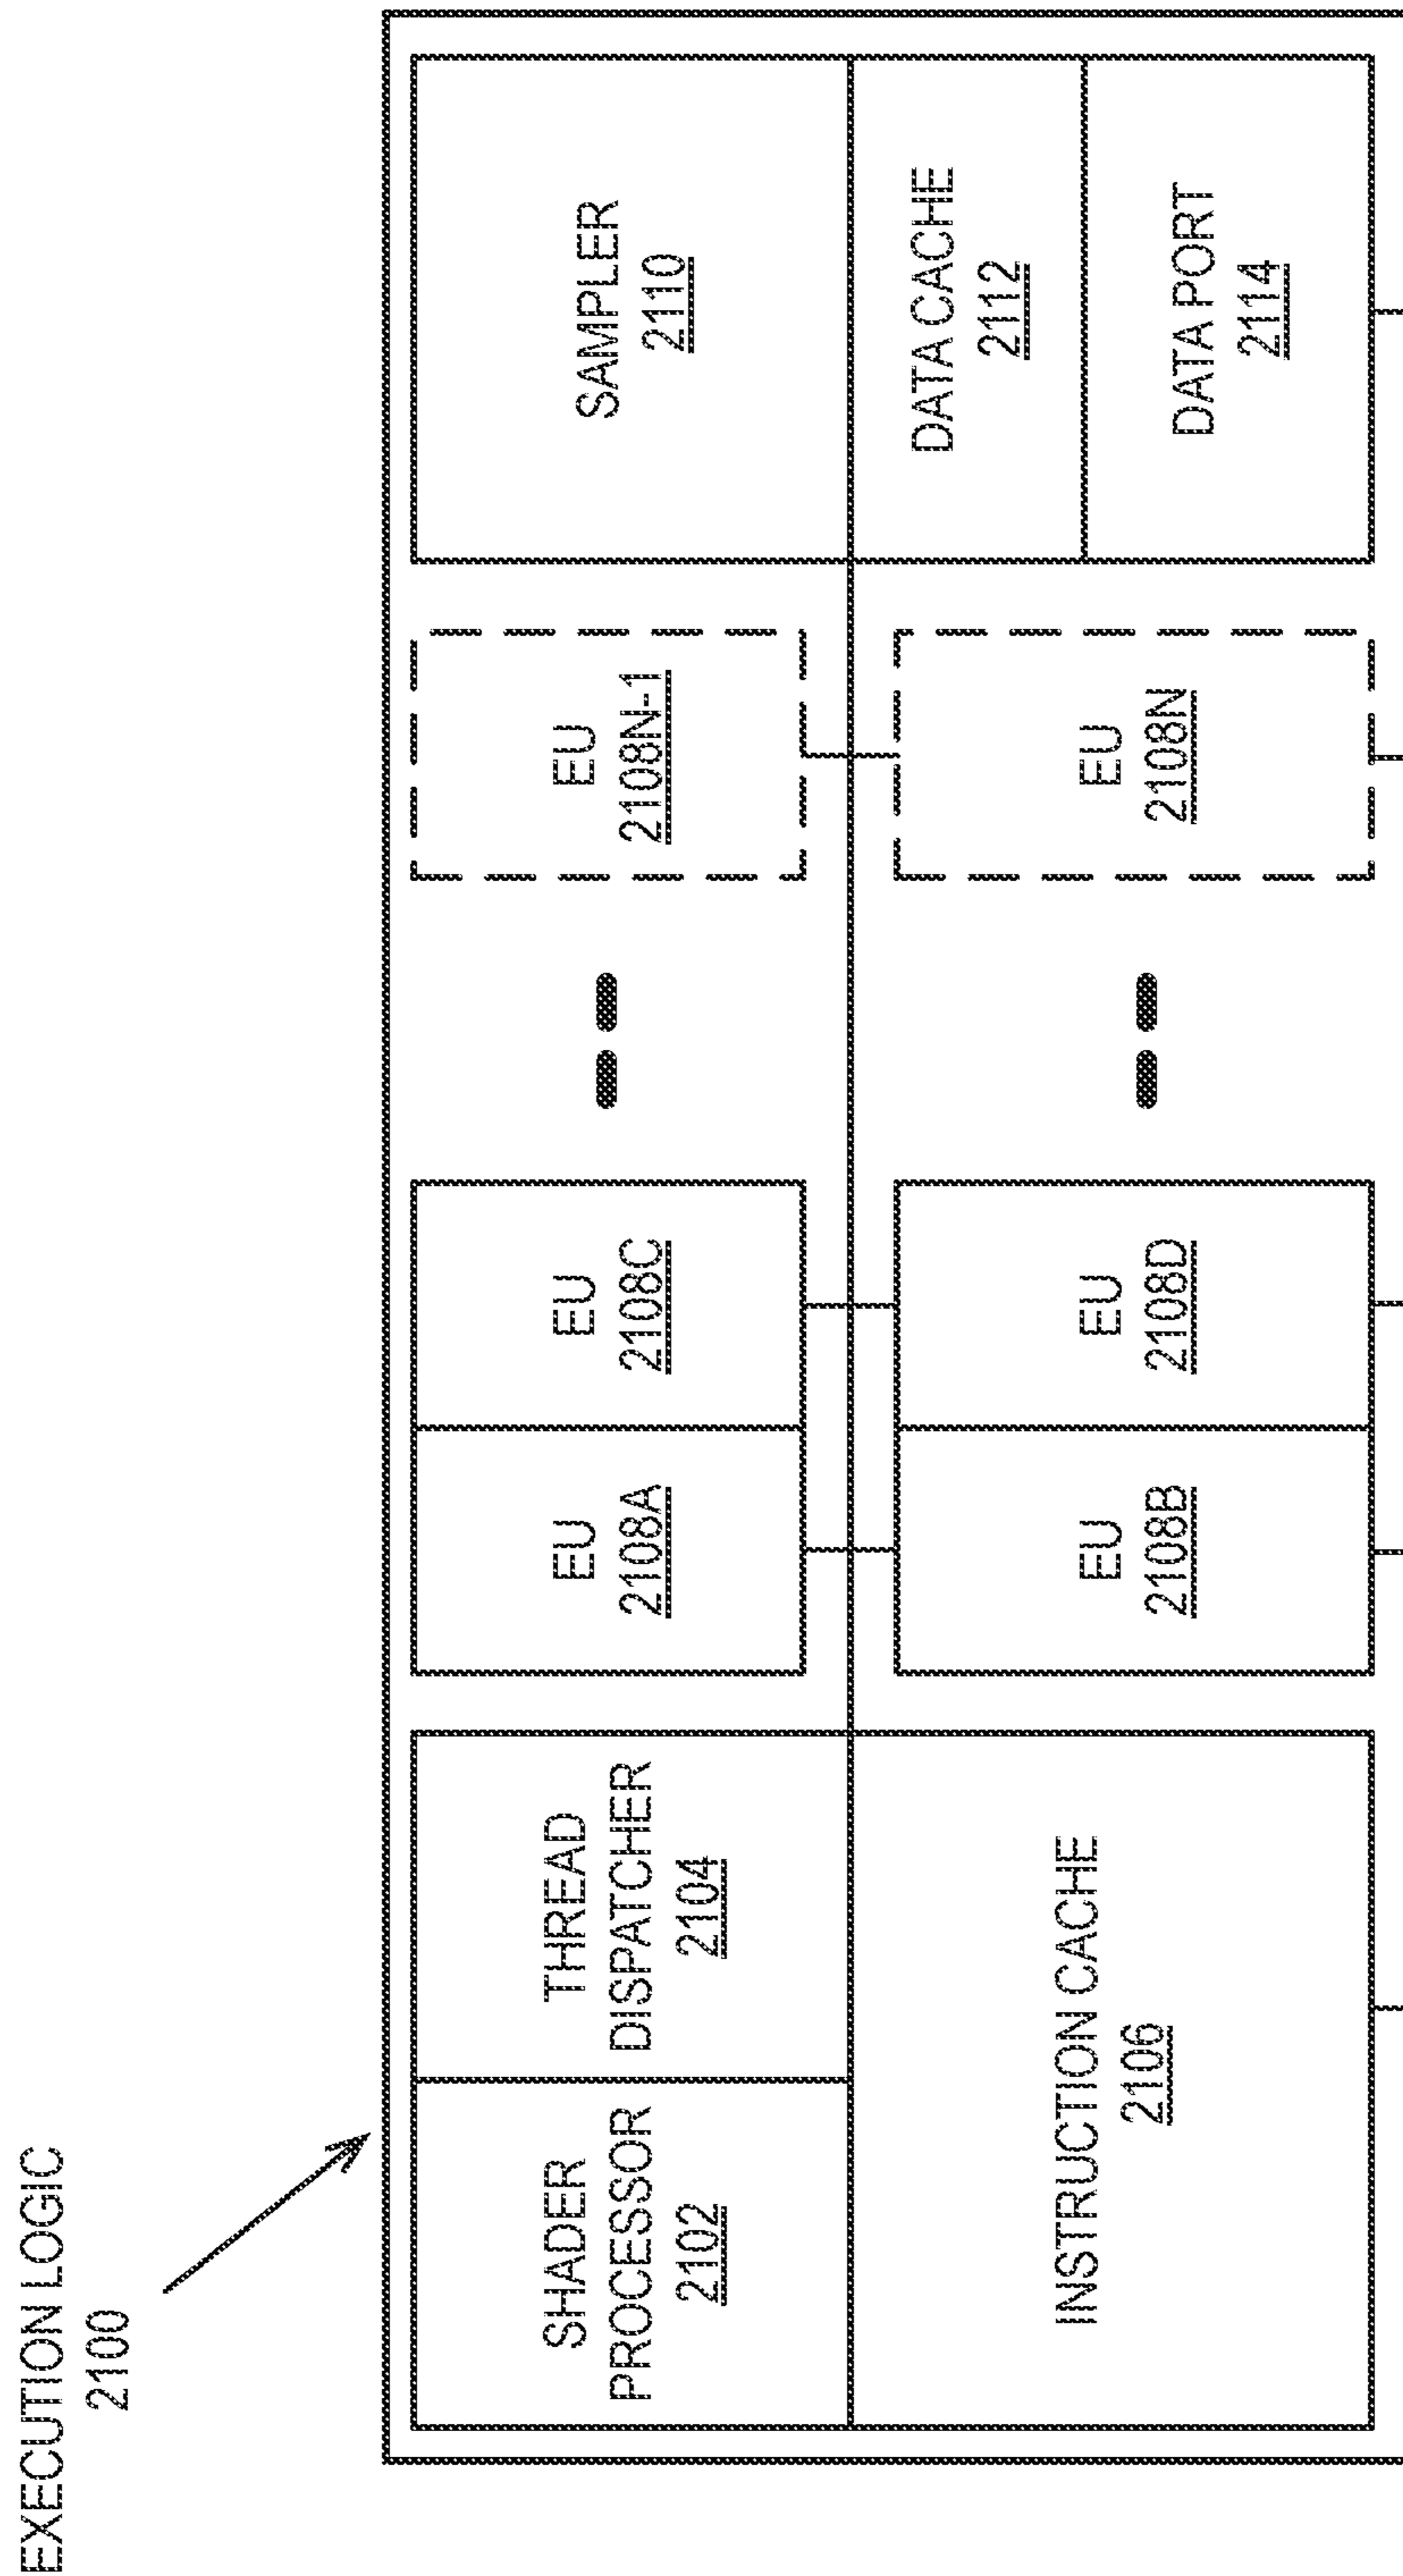 EXECUTION LOGIC
2100
SHADER
PROCESSOR
2102
THREAD
DISPATCHER
2104
INSTRUCTION CACHE
2106
EU
2108A
EU
2108C
EU
2108N-1
EU
2108B
EU
2108D
EU
2108N
SAMPLER
2110
DATA CACHE
2112
DATA PORT
2114